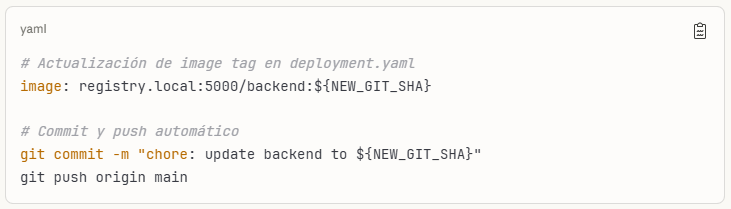 yaml
# Actualización de image tag en deployment.yaml
image: registry.local:5000/backend:${NEW_GIT_SHA}
# Commit y push automático
git commit -m "chore: update backend to ${NEW_GIT_SHA}"
git push origin main